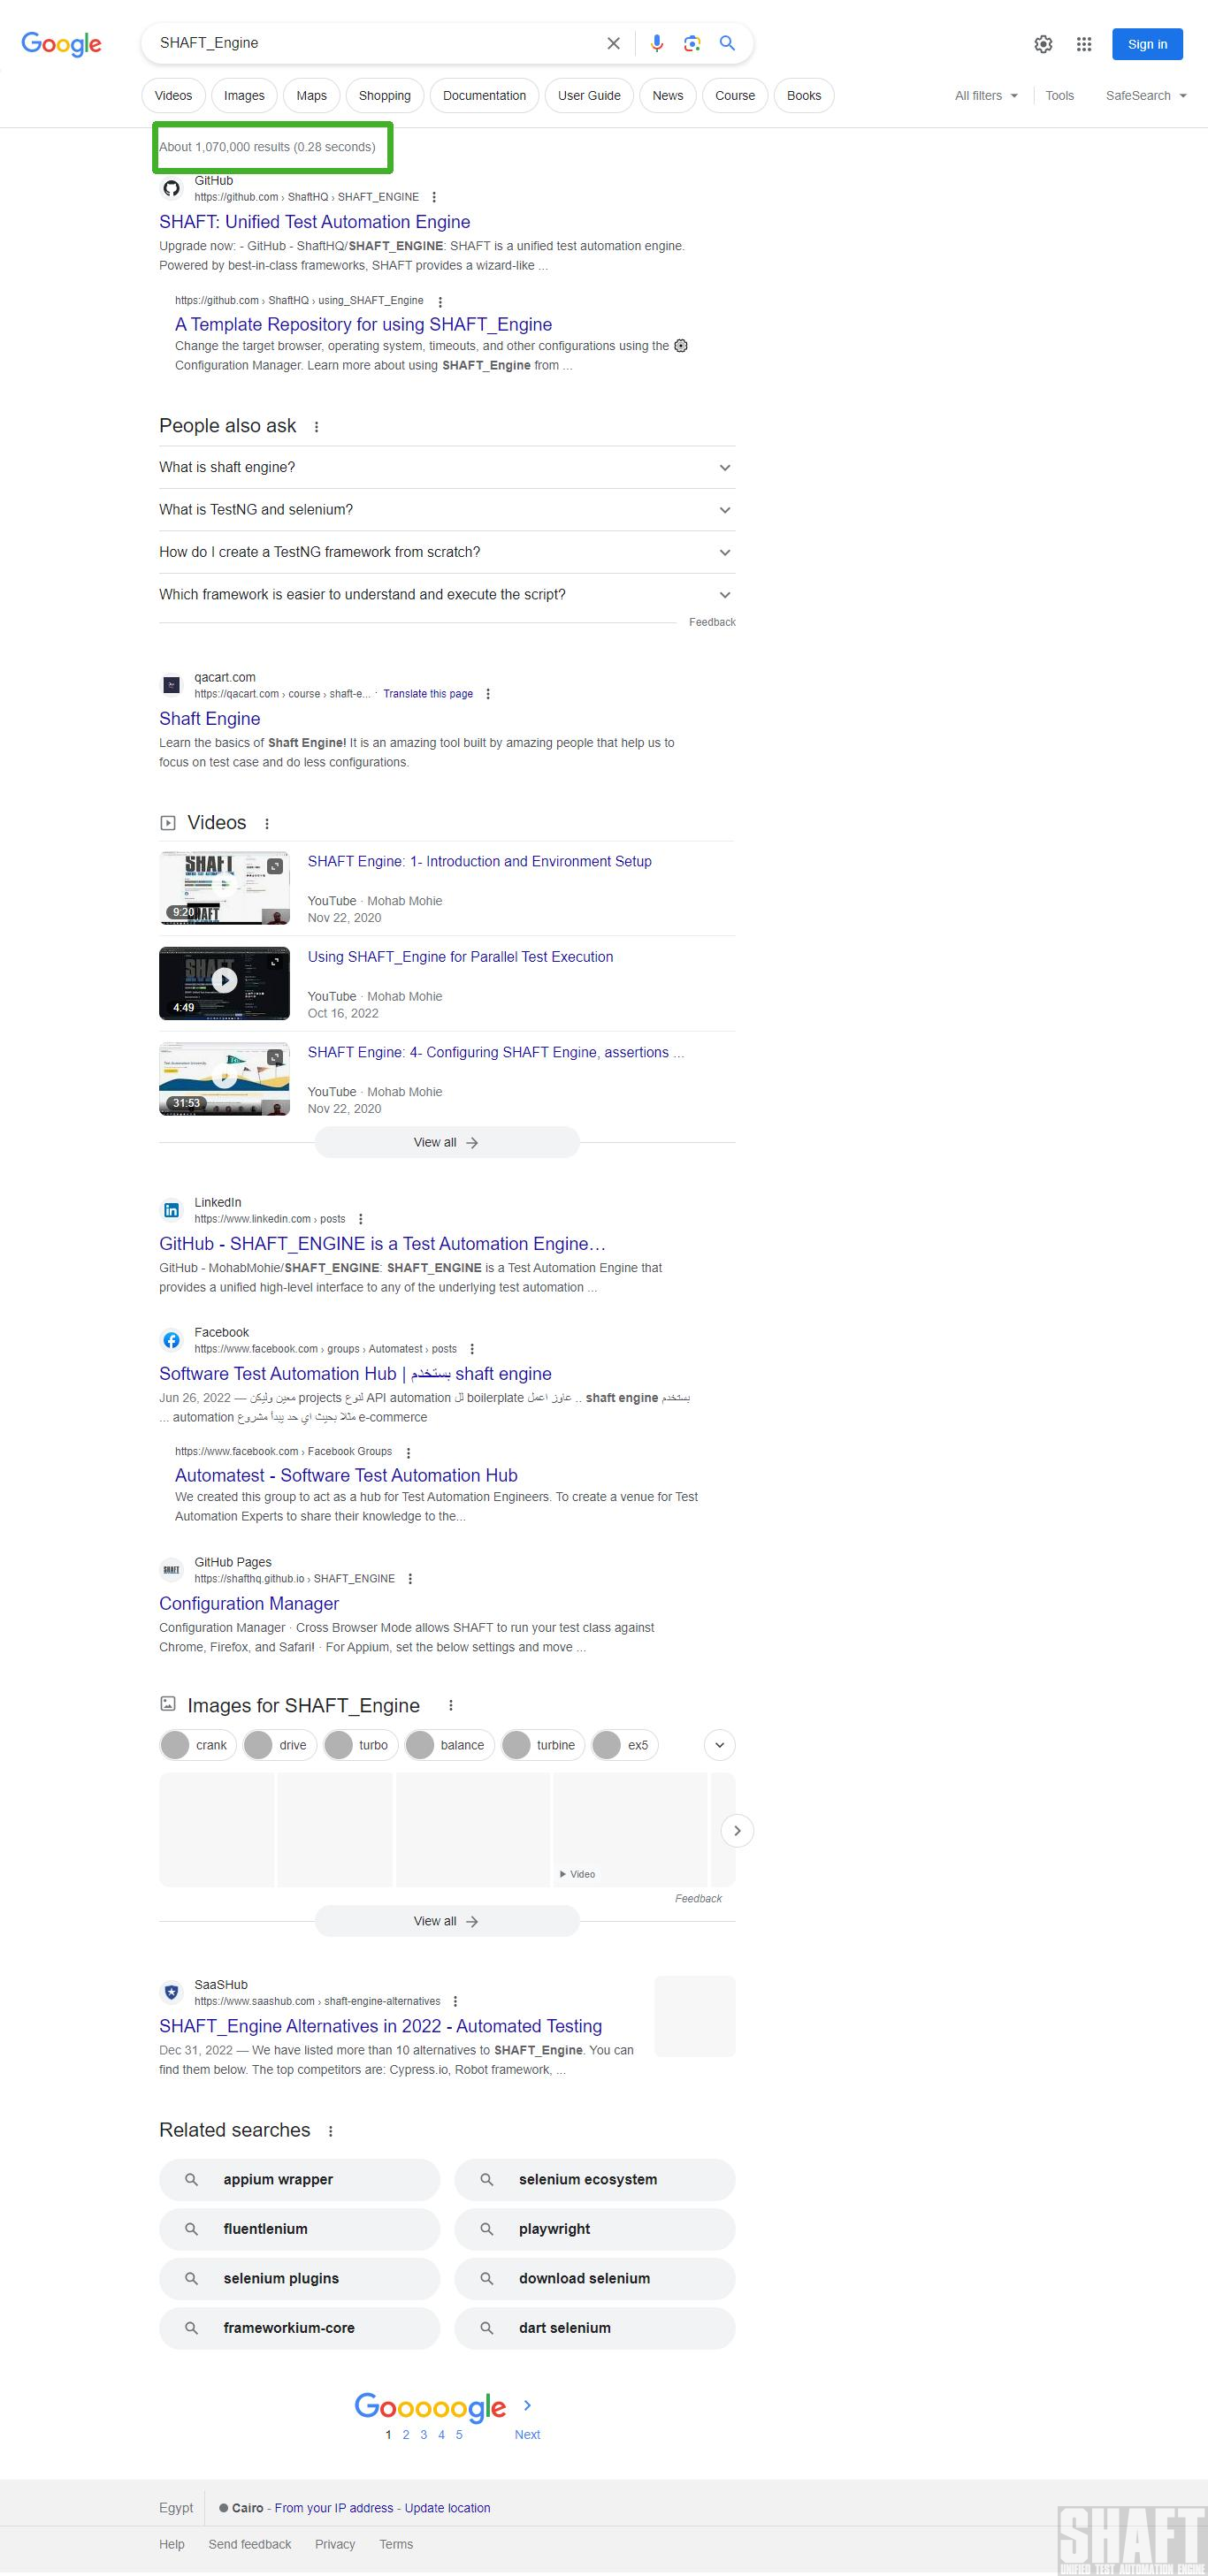 Google
SHAFT_Engine
Sign in
Videos
Images
Maps
Shopping
Documentation
User Guide
News
Course
Books
All filters
Tools
SafeSearch
About 1,070,000 results (0.28 seconds)
GitHub
https://github.com › ShaftHQ › SHAFT_ENGINE
SHAFT: Unified Test Automation Engine
Upgrade now: - GitHub - ShaftHQ/SHAFT_ENGINE: SHAFT is a unified test automation engine.
Powered by best-in-class frameworks, SHAFT provides a wizard-like ...
https://github.com › ShaftHQ › using_SHAFT_Engine
A Template Repository for using SHAFT_Engine
Change the target browser, operating system, timeouts, and other configurations using the
Configuration Manager. Learn more about using SHAFT_Engine from ...
People also ask
What is shaft engine?
What is TestNG and selenium?
How do I create a TestNG framework from scratch?
Which framework is easier to understand and execute the script?
Feedback
qacart.com
https://qacart.com › course › shaft-e... · Translate this page
Shaft Engine
Learn the basics of Shaft Engine! It is an amazing tool built by amazing people that help us to
focus on test case and do less configurations.
Videos
SHAFT
9:20
SHAFT Engine: 1- Introduction and Environment Setup
YouTube · Mohab Mohie
Nov 22, 2020
SHAFT
4:49
Using SHAFT_Engine for Parallel Test Execution
YouTube · Mohab Mohie
Oct 16, 2022
31:53
SHAFT Engine: 4- Configuring SHAFT Engine, assertions ...
YouTube · Mohab Mohie
Nov 22, 2020
View all
LinkedIn
https://www.linkedin.com › posts
GitHub - SHAFT_ENGINE is a Test Automation Engine…
GitHub - MohabMohie/SHAFT_ENGINE: SHAFT_ENGINE is a Test Automation Engine that
provides a unified high-level interface to any of the underlying test automation ...
Facebook
https://www.facebook.com › groups › Automatest › posts
Software Test Automation Hub | بستخدم shaft engine
Jun 26, 2022 — معين وليكن projects لنوع API automation لل boilerplate عاوز اعمل .. shaft engine بستخدم
... automation مثلا بحيث اي حد يبدأ مشروع e-commerce
https://www.facebook.com › Facebook Groups
Automatest - Software Test Automation Hub
We created this group to act as a hub for Test Automation Engineers. To create a venue for Test
Automation Experts to share their knowledge to the...
SHAFT
GitHub Pages
https://shafthq.github.io › SHAFT_ENGINE
Configuration Manager
Configuration Manager · Cross Browser Mode allows SHAFT to run your test class against
Chrome, Firefox, and Safari! · For Appium, set the below settings and move ...
Images for SHAFT_Engine
crank
drive
turbo
balance
turbine
ex5
Video
Feedback
View all
SaaSHub
https://www.saashub.com › shaft-engine-alternatives
SHAFT_Engine Alternatives in 2022 - Automated Testing
Dec 31, 2022 — We have listed more than 10 alternatives to SHAFT_Engine. You can
find them below. The top competitors are: Cypress.io, Robot framework, ...
Related searches
appium wrapper
selenium ecosystem
fluentlenium
playwright
selenium plugins
download selenium
frameworkium-core
dart selenium
Gooooogle
1 2 3 4 5 Next
Egypt
Cairo - From your IP address - Update location
Help
Send feedback
Privacy
Terms
SHAFT
UNIFIED TEST AUTOMATION ENGINE